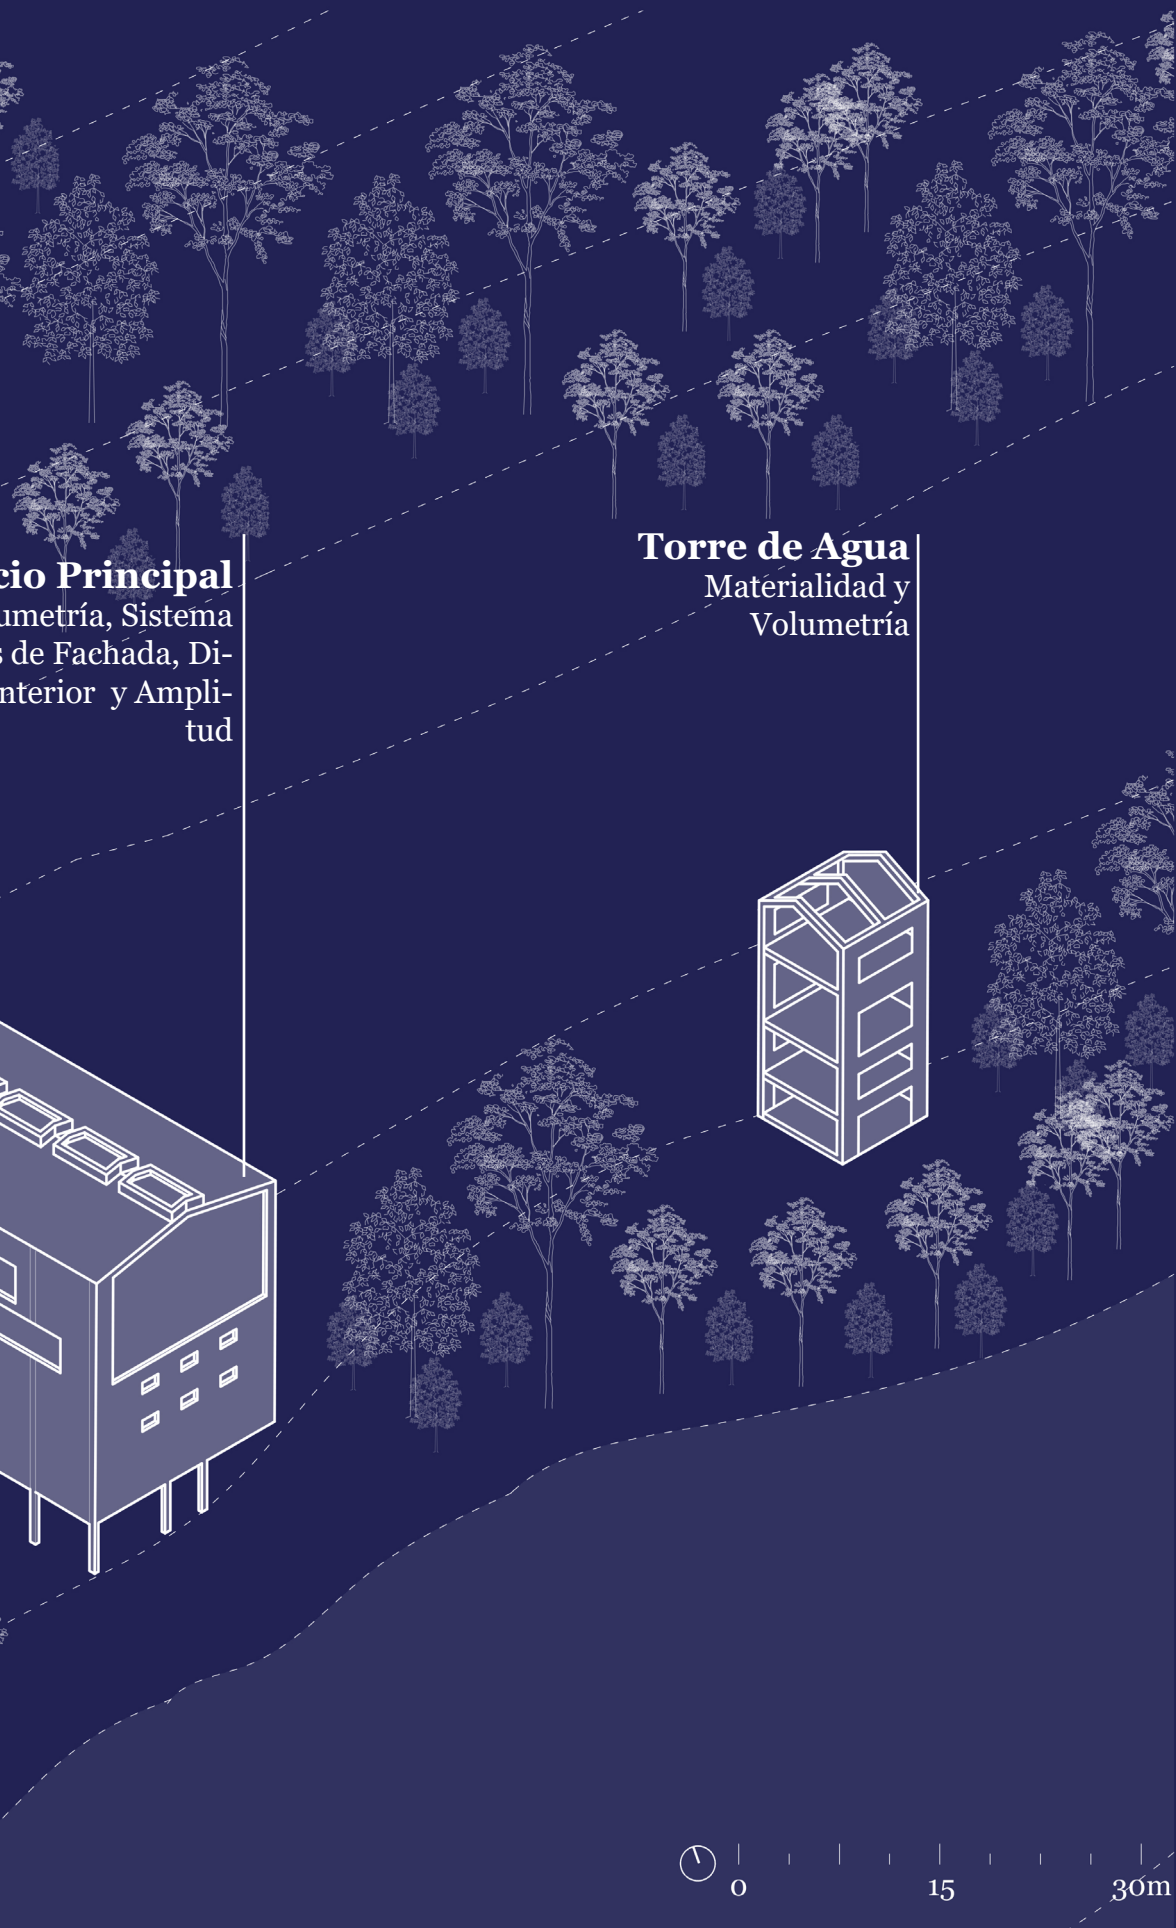 cio Principal
umetría, Sistema
s de Fachada, Di-
nterior y Ampli-
tud
Torre de Agua
Materialidad y
Volumetría
0 15 30m